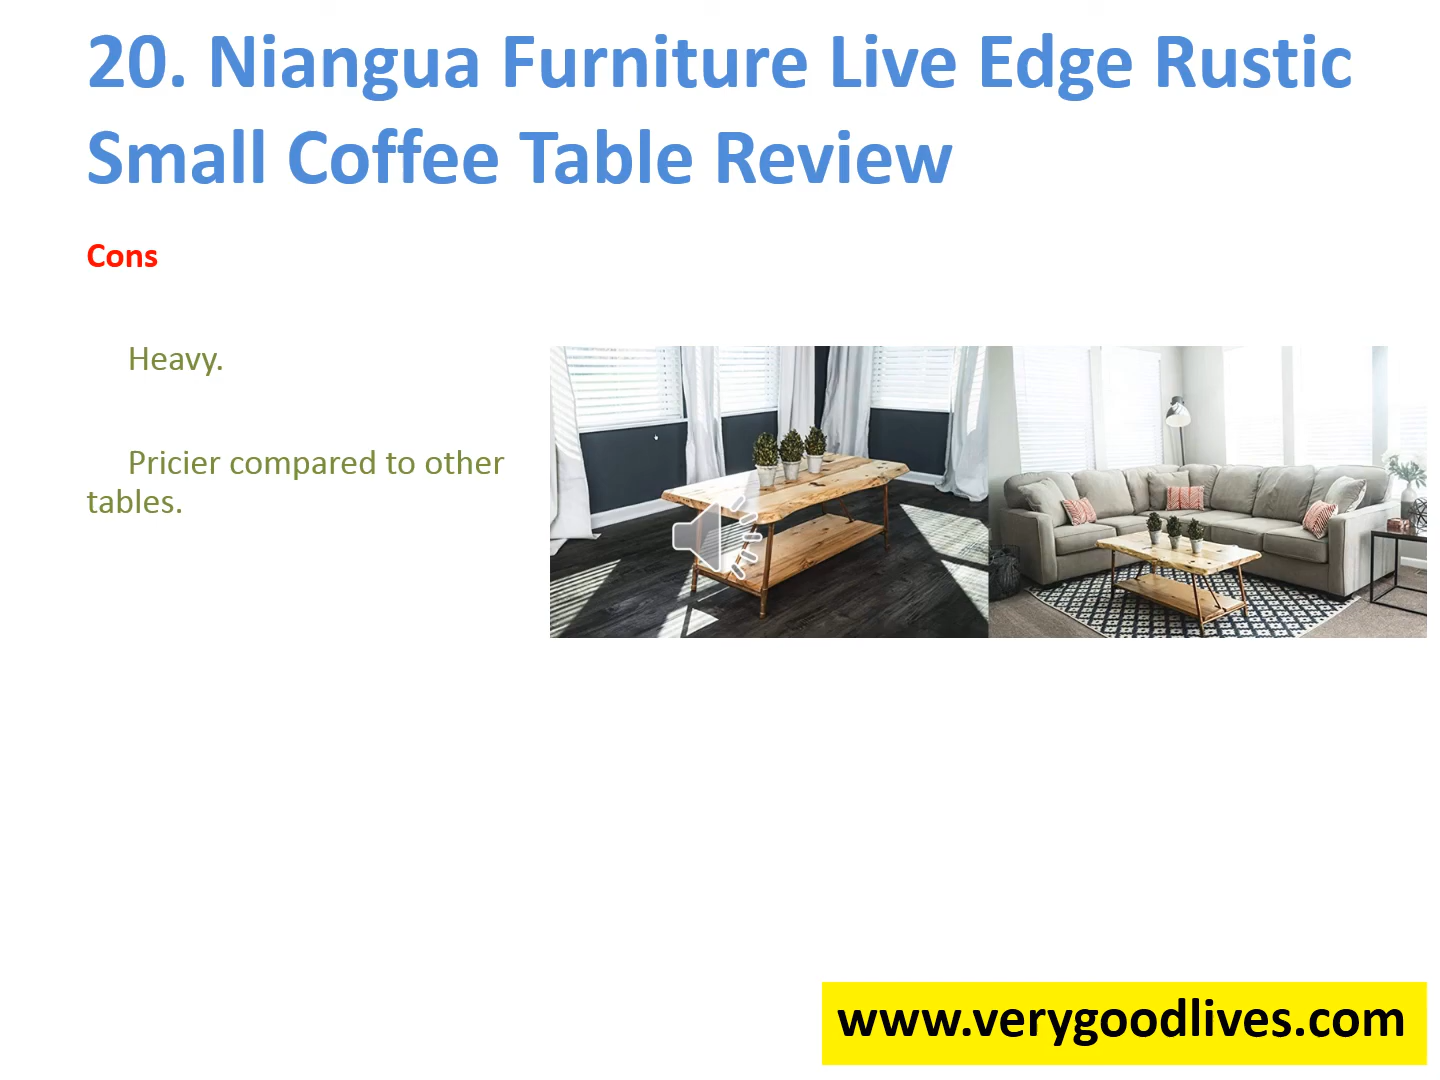 20. Niangua Furniture Live Edge Rustic
Small Coffee Table Review
Cons
Heavy.
Pricier compared to other
tables.
www.verygoodlives.com